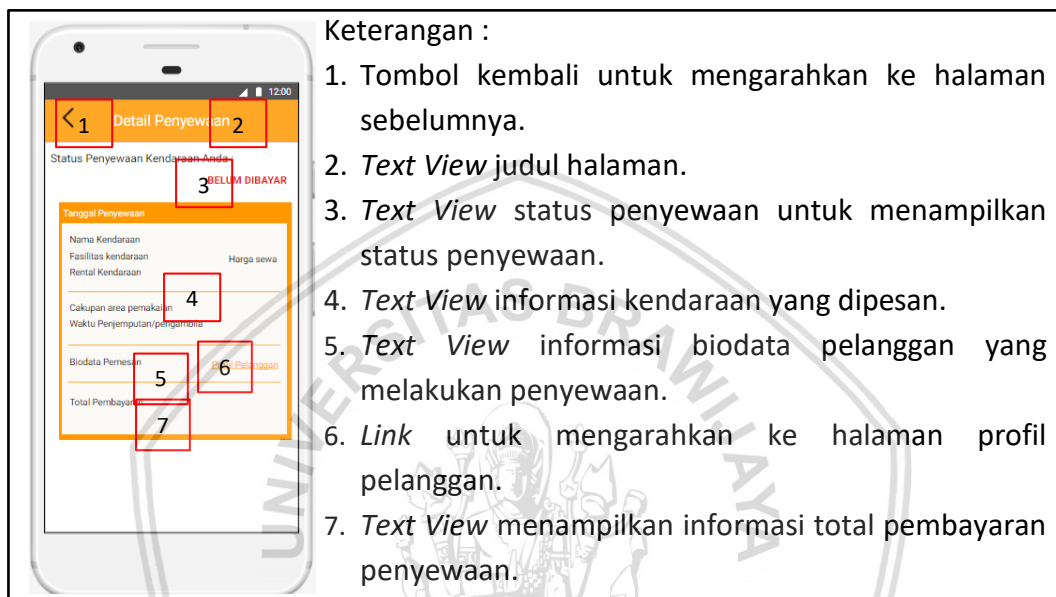 12:00
Detail Penyewaan
1
2
Status Penyewaan Kendaraan Anda :
3
BELUM DIBAYAR
Tanggal Penyewaan
Nama Kendaraan
Fasilitas kendaraan
Harga sewa
Rental Kendaraan
4
Cakupan area pemakaian
Waktu Penjemputan/pengambila
Biodata Pemesan
Profil Pelanggan
5
6
Total Pembayaran
7
Keterangan :
1. Tombol kembali untuk mengarahkan ke halaman
sebelumnya.
2. Text View judul halaman.
3. Text View status penyewaan untuk menampilkan
status penyewaan.
4. Text View informasi kendaraan yang dipesan.
5. Text View informasi biodata pelanggan yang
melakukan penyewaan.
6. Link untuk mengarahkan ke halaman profil
pelanggan.
7. Text View menampilkan informasi total pembayaran
penyewaan.
UNIVERSITAS BRAWIJAYA